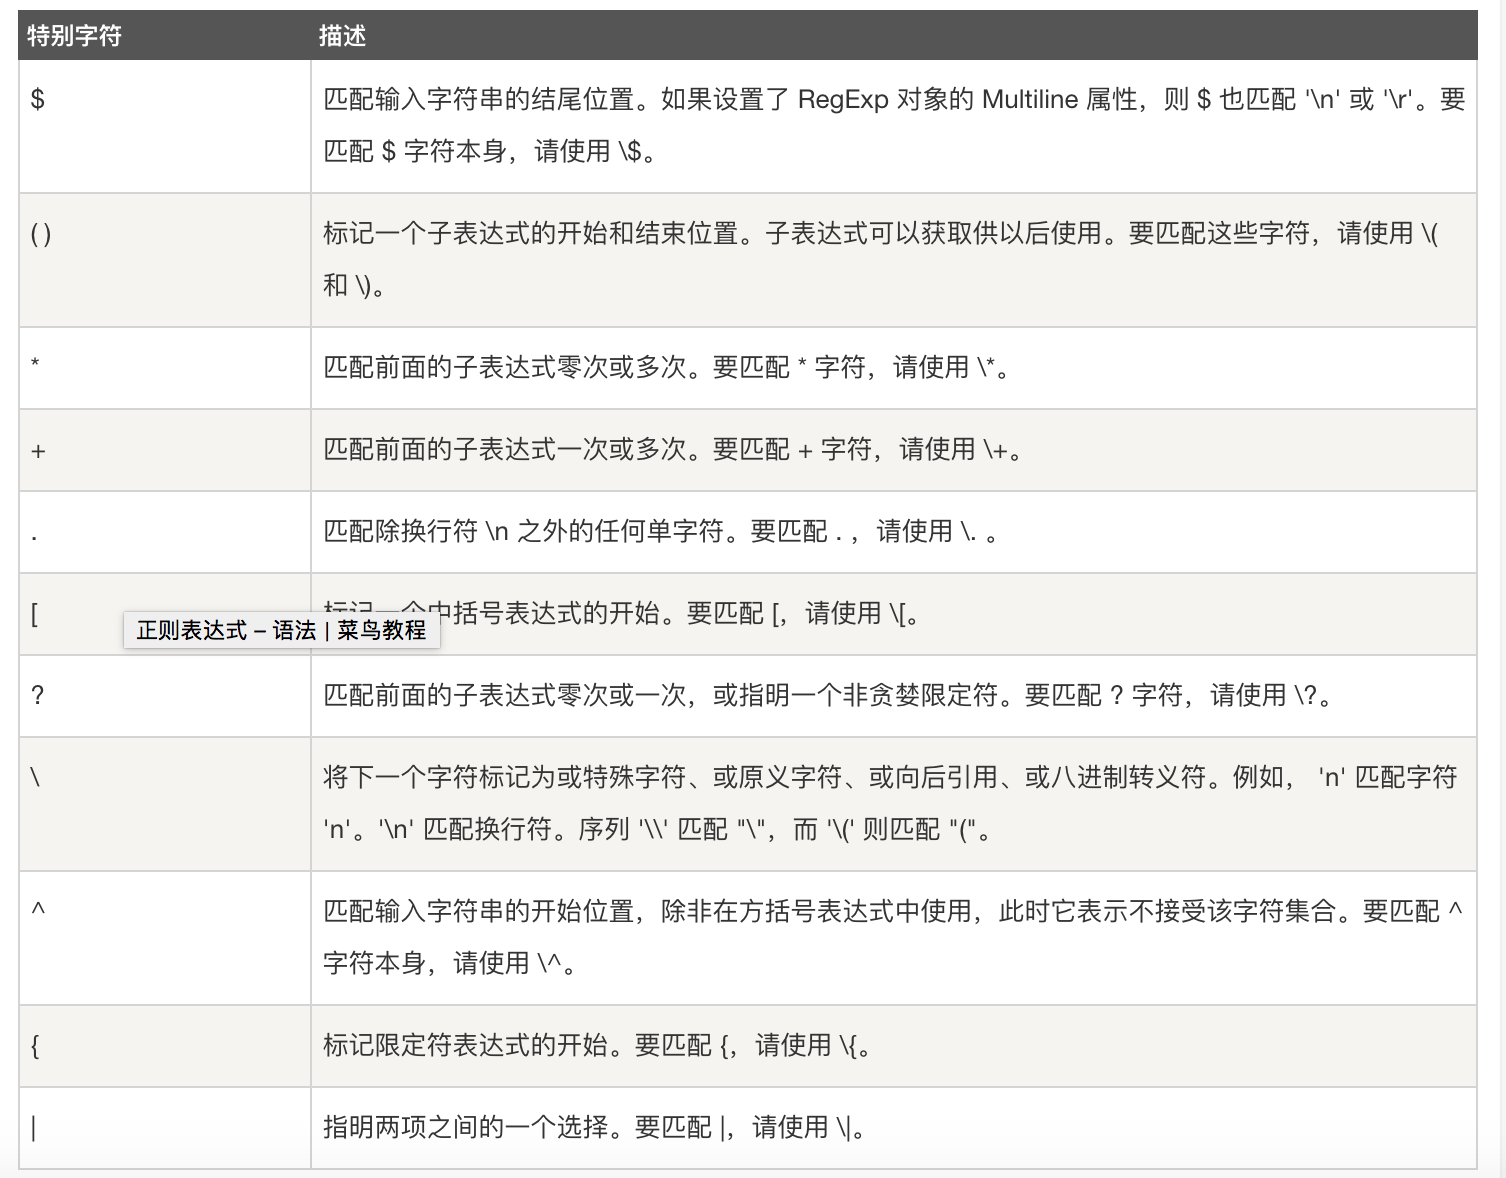 特别字符 描述
$ 匹配输入字符串的结尾位置。如果设置了 RegExp 对象的 Multiline 属性，则 $ 也匹配 '\n' 或 '\r'。要
匹配 $ 字符本身，请使用 \$。
( ) 标记一个子表达式的开始和结束位置。子表达式可以获取供以后使用。要匹配这些字符，请使用 \(
和 \)。
* 匹配前面的子表达式零次或多次。要匹配 * 字符，请使用 \*。
+ 匹配前面的子表达式一次或多次。要匹配 + 字符，请使用 \+。
. 匹配除换行符 \n 之外的任何单字符。要匹配 . ，请使用 \. 。
[ 标记一个中括号表达式的开始。要匹配 [，请使用 \[。
正则表达式 – 语法 | 菜鸟教程
? 匹配前面的子表达式零次或一次，或指明一个非贪婪限定符。要匹配 ? 字符，请使用 \?。
\ 将下一个字符标记为或特殊字符、或原义字符、或向后引用、或八进制转义符。例如， 'n' 匹配字符
'n'。'\n' 匹配换行符。序列 '\\' 匹配 "\"，而 '\(' 则匹配 "("。
^ 匹配输入字符串的开始位置，除非在方括号表达式中使用，此时它表示不接受该字符集合。要匹配 ^
字符本身，请使用 \^。
{ 标记限定符表达式的开始。要匹配 {，请使用 \{。
| 指明两项之间的一个选择。要匹配 |，请使用 \|。